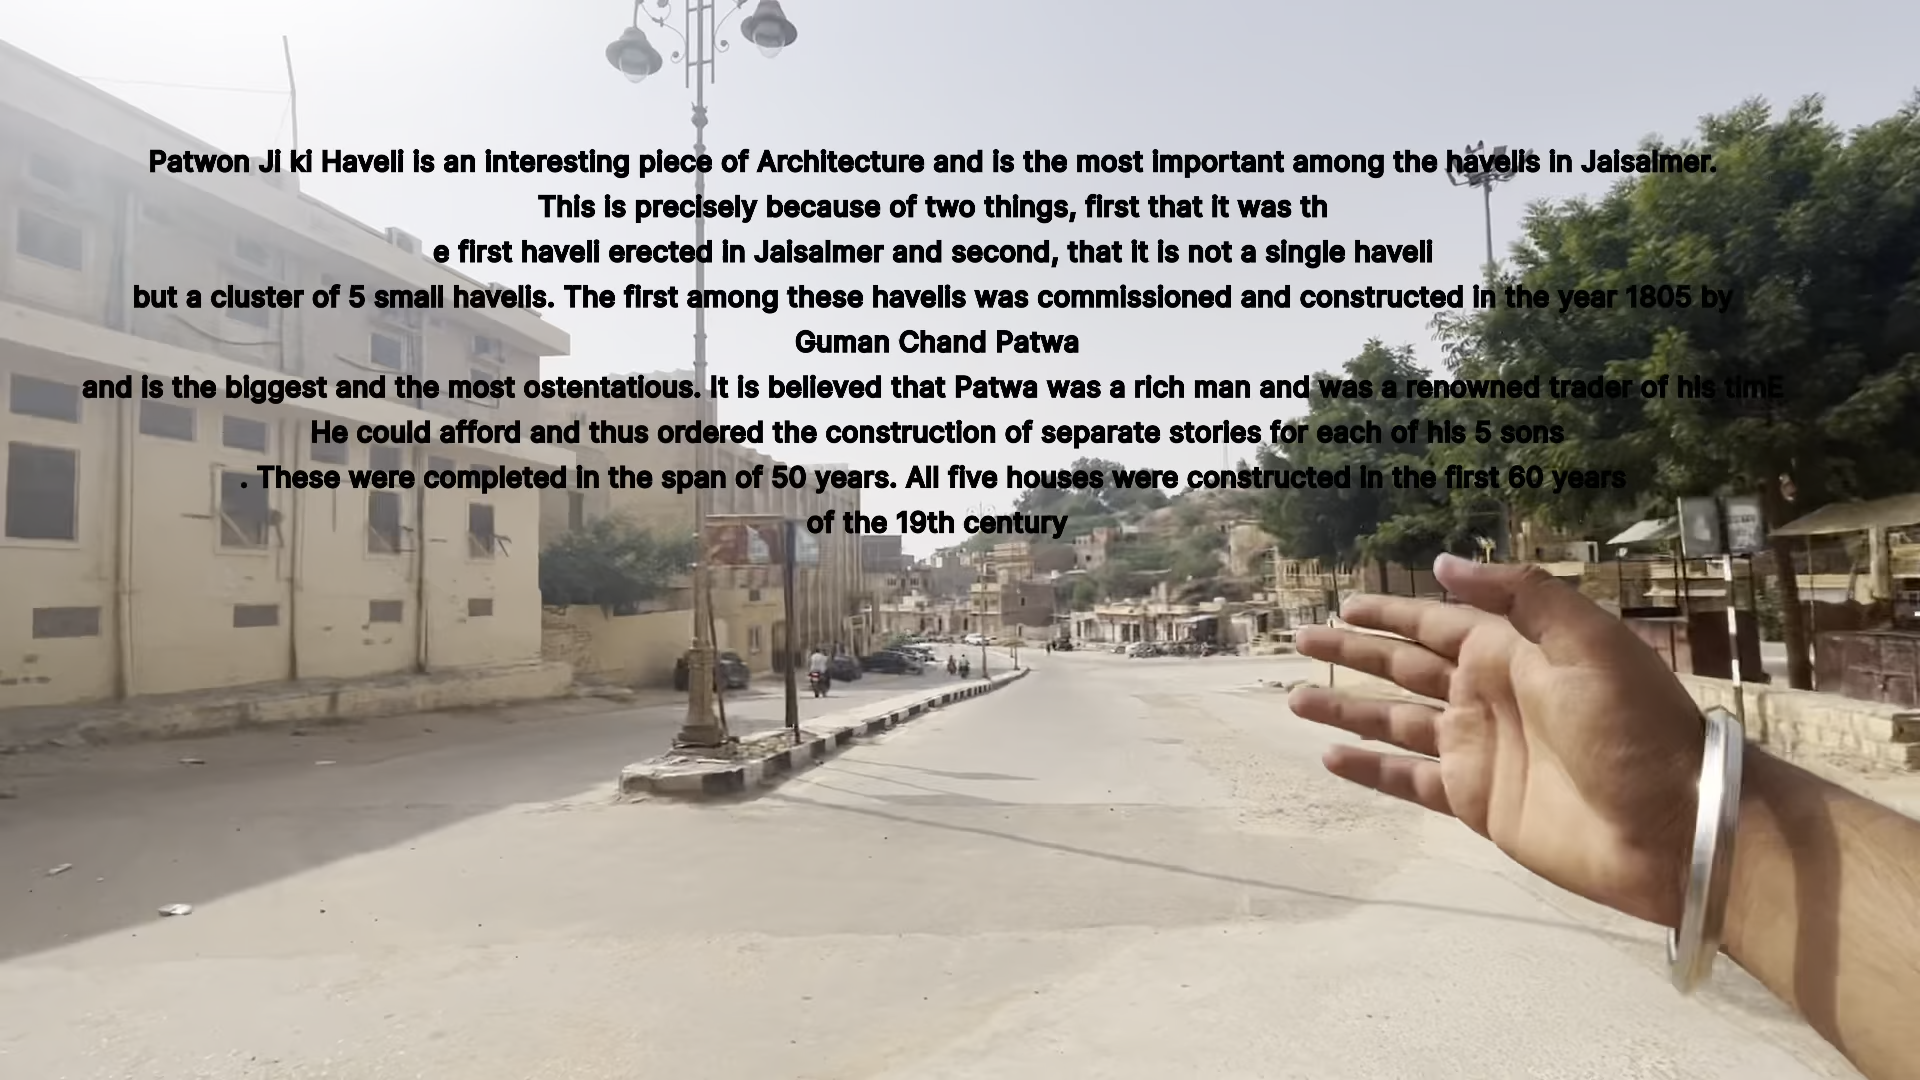 Patwon Ji ki Haveli is an interesting piece of Architecture and is the most important among the havelis in Jaisalmer.
This is precisely because of two things, first that it was th
e first haveli erected in Jaisalmer and second, that it is not a single haveli
but a cluster of 5 small havelis. The first among these havelis was commissioned and constructed in the year 1805 by
Guman Chand Patwa
and is the biggest and the most ostentatious. It is believed that Patwa was a rich man and was a renowned trader of his timE
He could afford and thus ordered the construction of separate stories for each of his 5 sons
. These were completed in the span of 50 years. All five houses were constructed in the first 60 years
of the 19th century